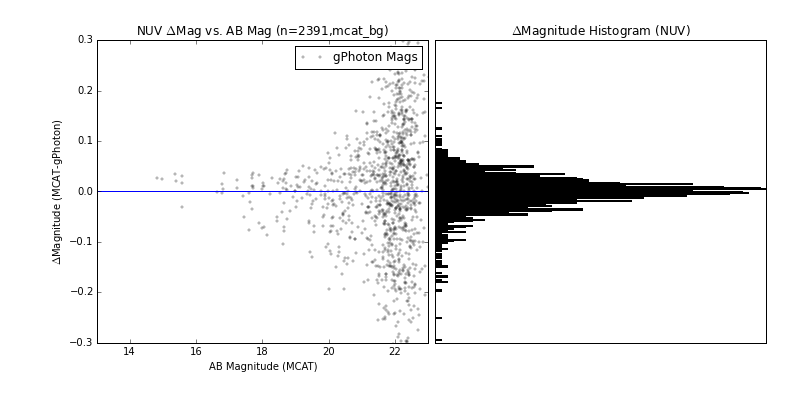 NUV ΔMag vs. AB Mag (n=2391,mcat_bg)
ΔMagnitude Histogram (NUV)
gPhoton Mags
ΔMagnitude (MCAT-gPhoton)
0.3
0.2
0.1
0.0
−0.1
−0.2
−0.3
14 16 18 20 22
AB Magnitude (MCAT)